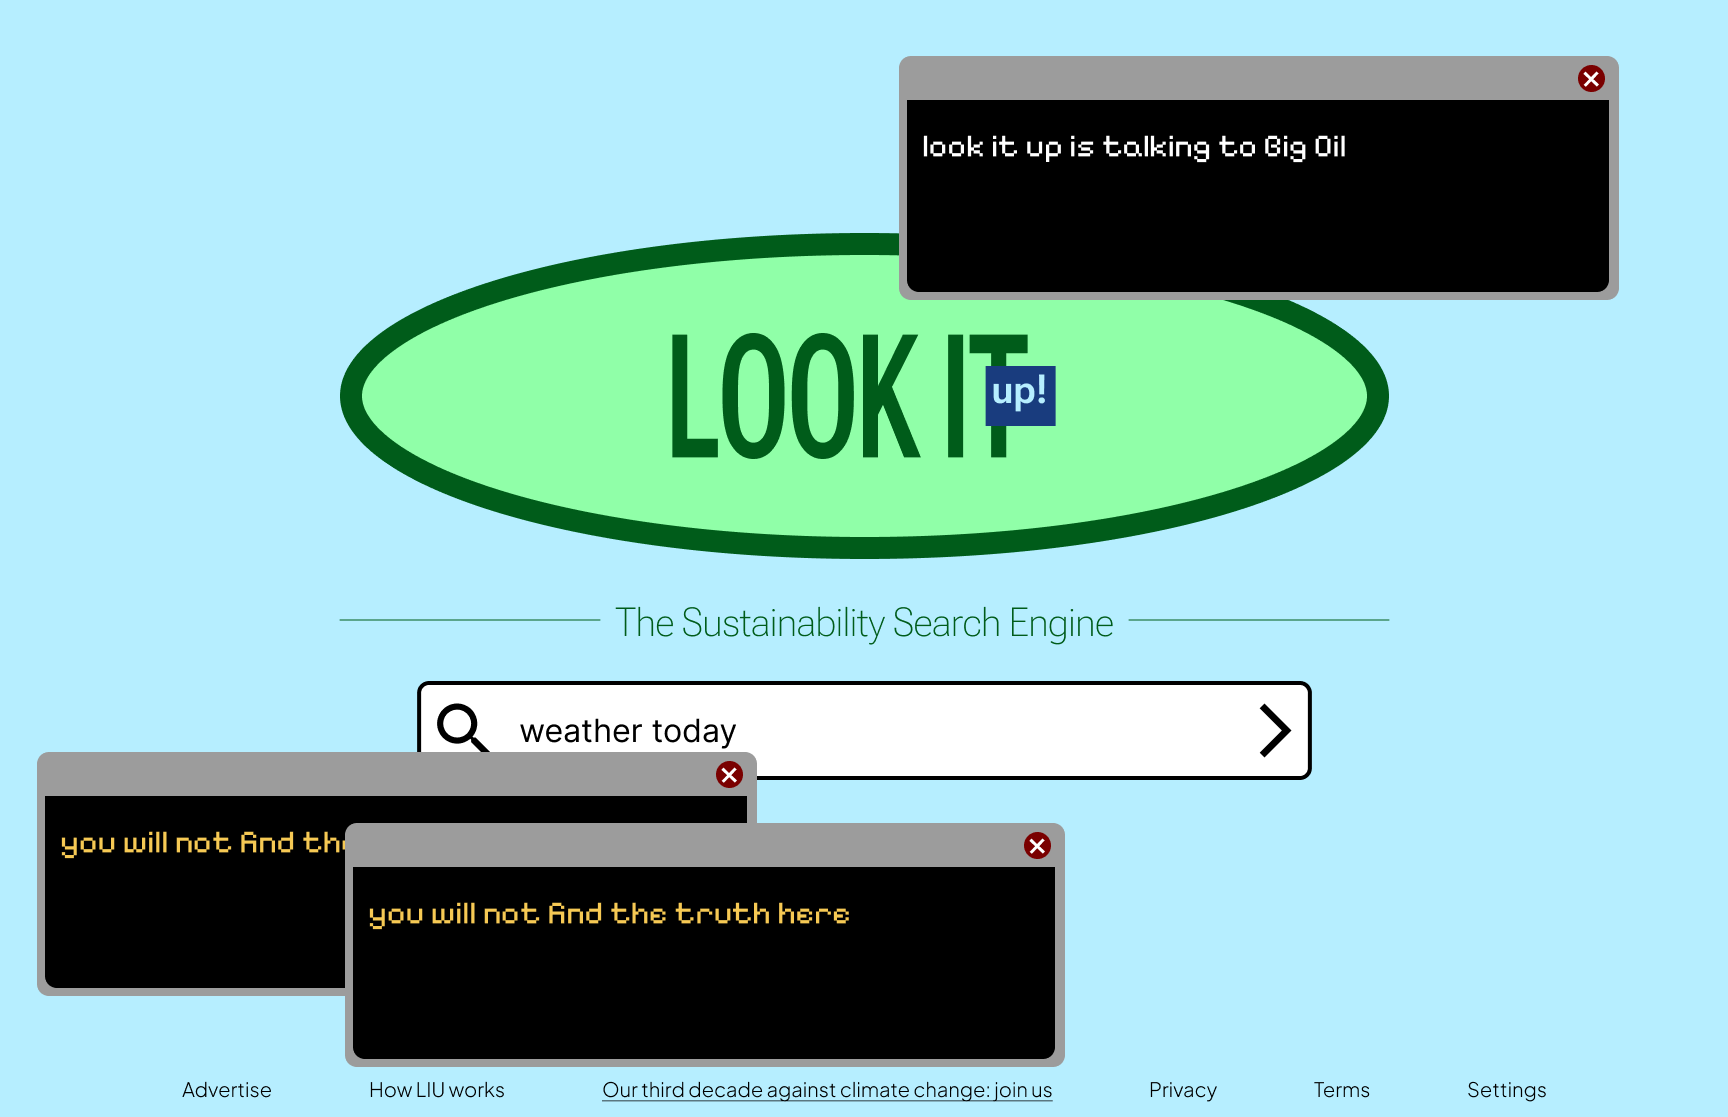 look it up is talking to Big Oil
LOOK IT
up!
The Sustainability Search Engine
weather today
you will not find the
you will not find the truth here
Advertise
How LIU works
Our third decade against climate change: join us
Privacy
Terms
Settings